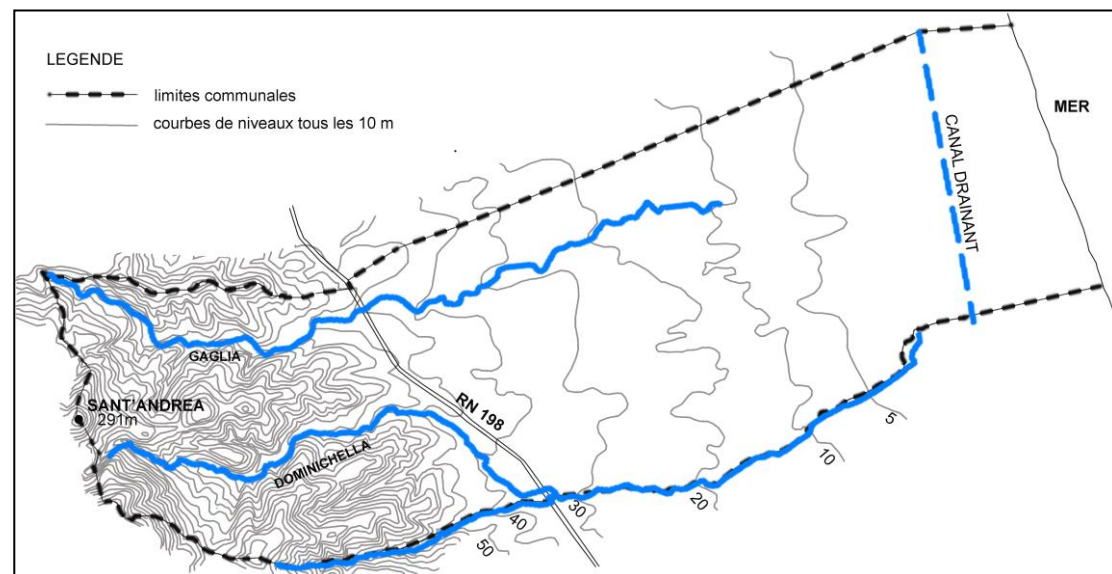 LEGENDE
limites communales
courbes de niveaux tous les 10 m
MER
CANAL DRAINANT
GAGLIA
SANT'ANDREA
291m
RN 198
DOMINICHELLA
5
10
20
30
40
50